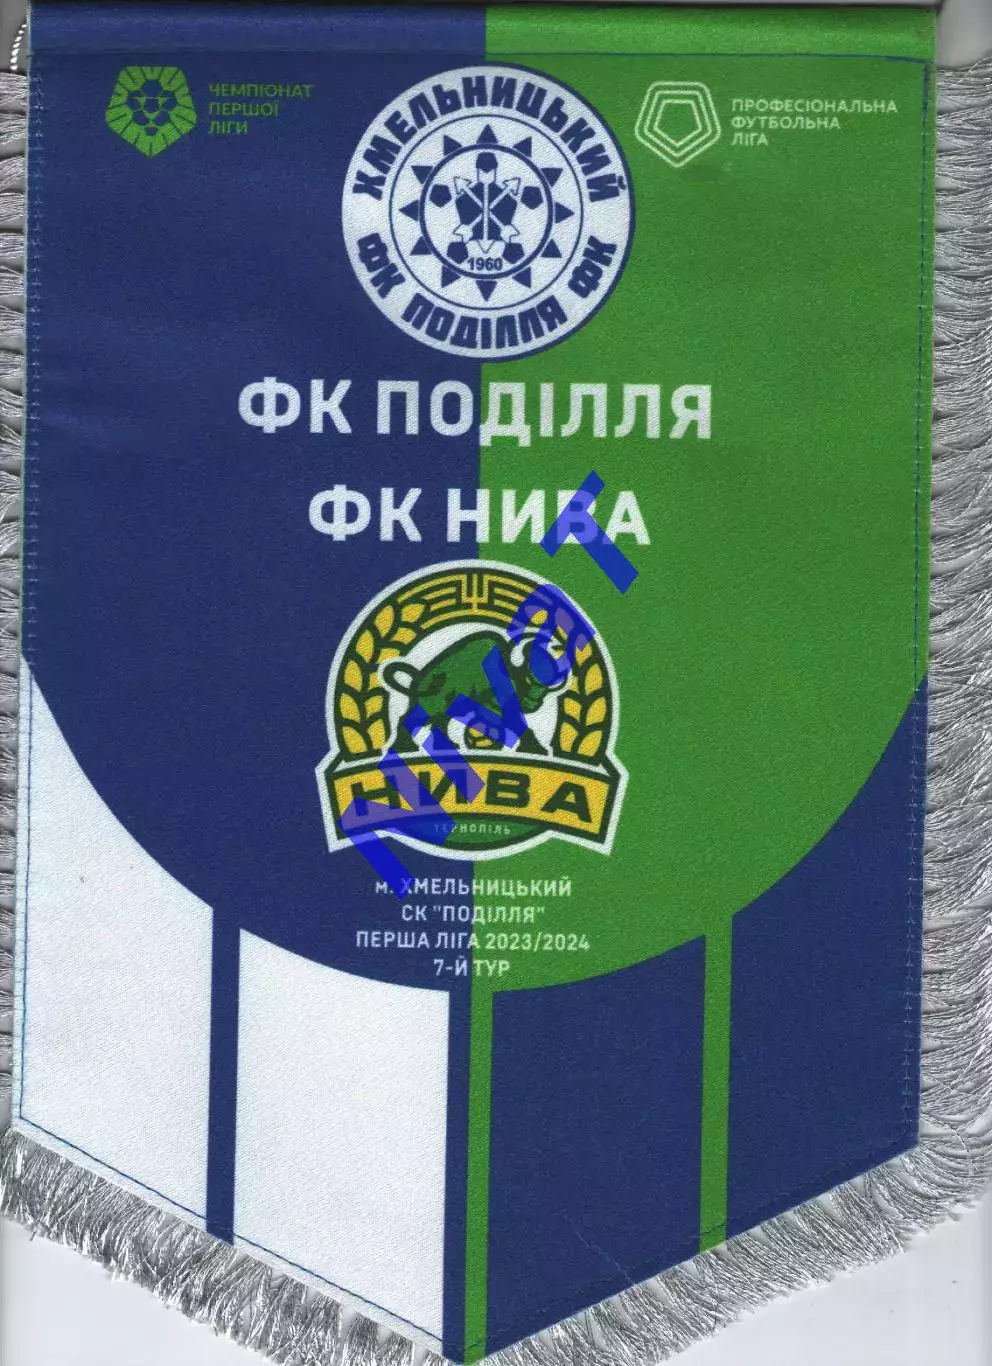 ЧЕМПІОНАТ
ПЕРШОЇ
ЛІГИ
ПРОФЕСІОНАЛЬНА
ФУТБОЛЬНА
ЛІГА
ХМЕЛЬНИЦЬКИЙ
1960
ФК ПОДІЛЛЯ ФК
ФК ПОДІЛЛЯ
ФК НИВА
НИВА
ТЕРНОПІЛЬ
NivaT
м. ХМЕЛЬНИЦЬКИЙ
СК "ПОДІЛЛЯ"
ПЕРША ЛІГА 2023/2024
7-Й ТУР